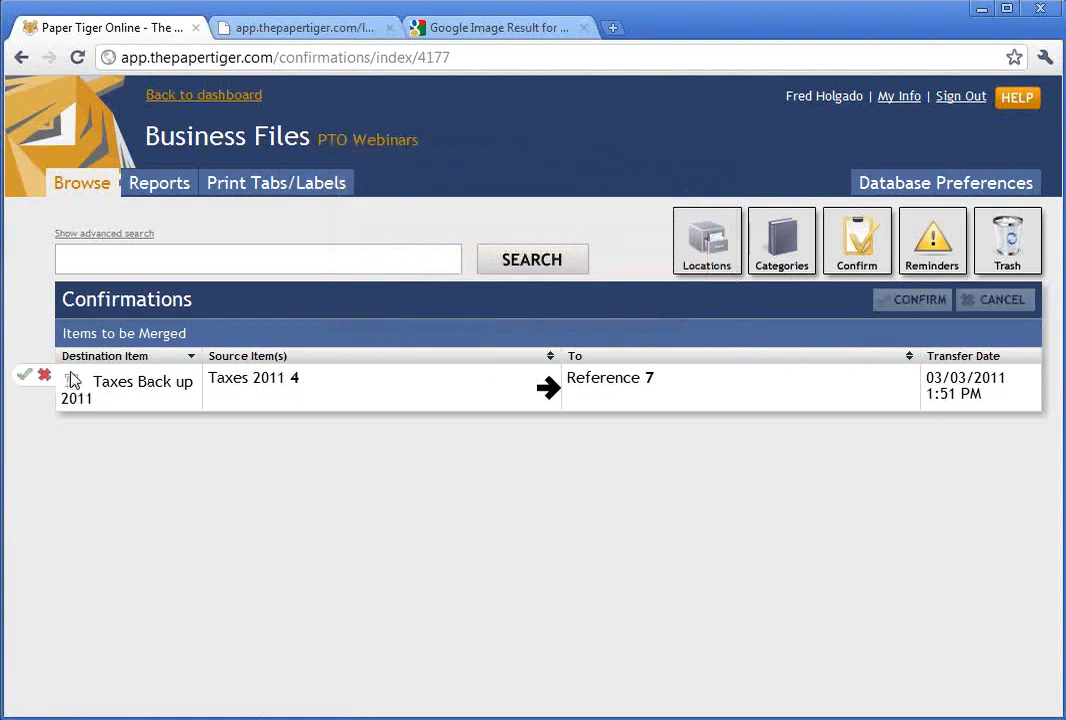 Paper Tiger Online - The ...
app.thepapertiger.com/l...
Google Image Result for ...
app.thepapertiger.com/confirmations/index/4177
Back to dashboard
Fred Holgado | My Info | Sign Out HELP
Business Files PTO Webinars
Browse Reports Print Tabs/Labels Database Preferences
Show advanced search
SEARCH
Locations Categories Confirm Reminders Trash
Confirmations CONFIRM CANCEL
Items to be Merged
Destination Item Source Item(s) To Transfer Date
Taxes Back up Taxes 2011 4 Reference 7 03/03/2011
2011 1:51 PM